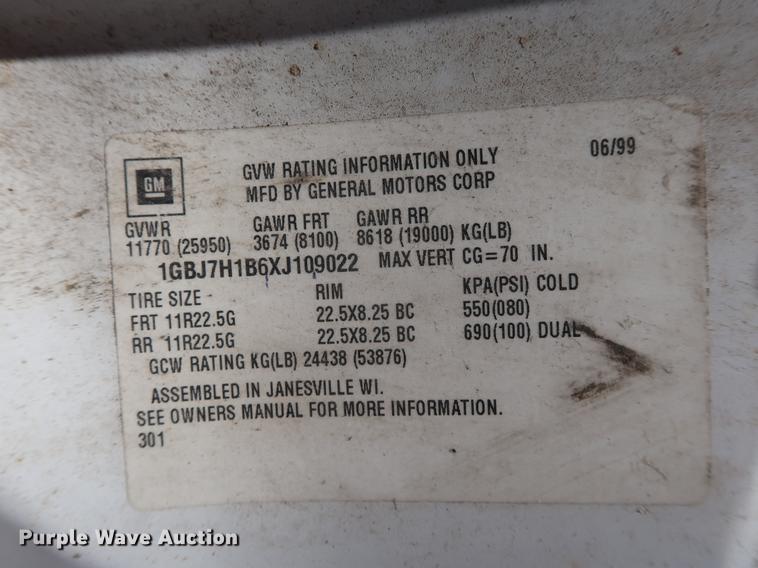 GM
GVW RATING INFORMATION ONLY 06/99
MFD BY GENERAL MOTORS CORP
GVWR GAWR FRT GAWR RR
11770 (25950) 3674 (8100) 8618 (19000) KG(LB)
1GBJ7H1B6XJ109022 MAX VERT CG=70 IN.
TIRE SIZE RIM KPA(PSI) COLD
FRT 11R22.5G 22.5X8.25 BC 550(080)
RR 11R22.5G 22.5X8.25 BC 690(100) DUAL
GCW RATING KG(LB) 24438 (53876)
ASSEMBLED IN JANESVILLE WI.
SEE OWNERS MANUAL FOR MORE INFORMATION.
301
Purple Wave Auction